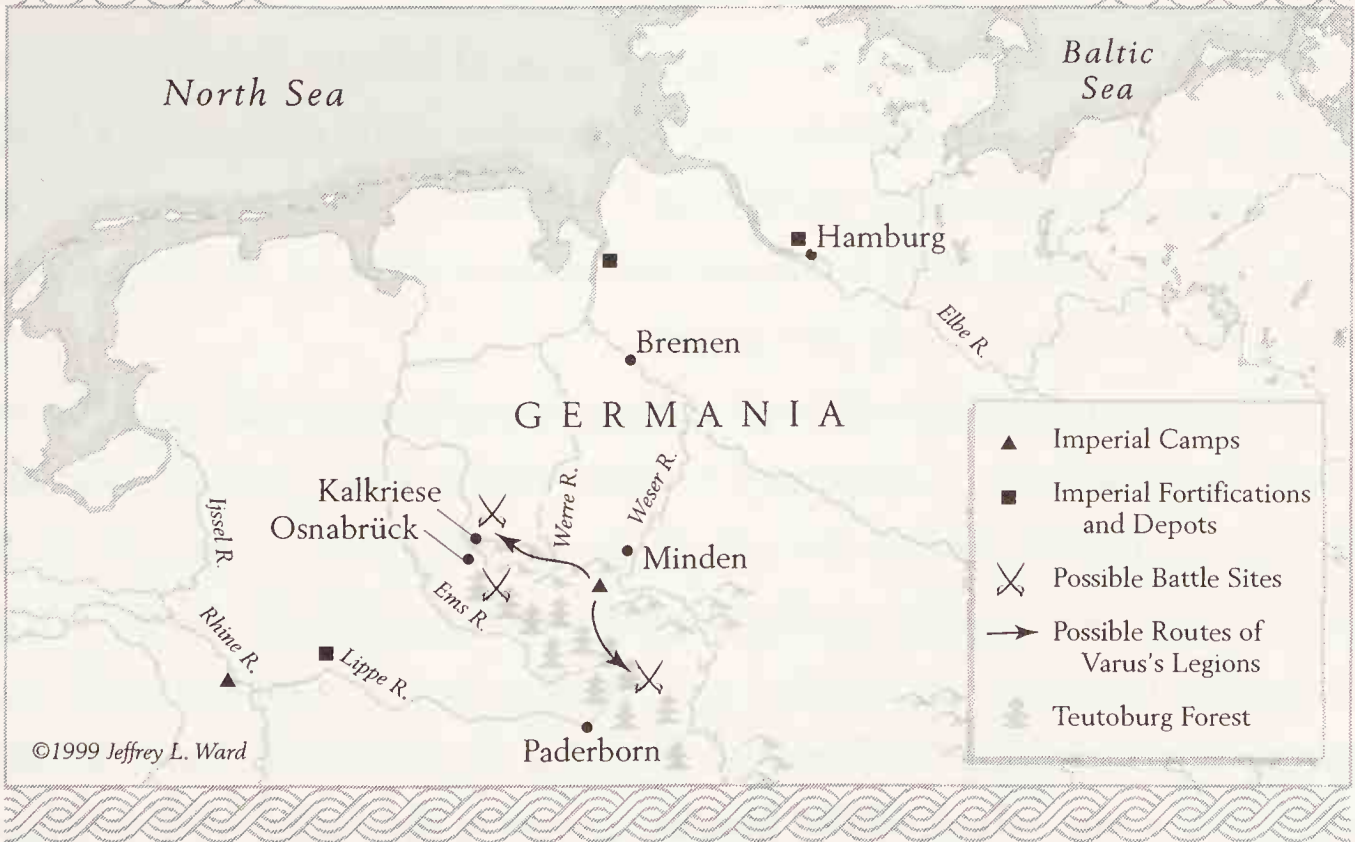 North Sea
Baltic
Sea
Hamburg
Elbe R.
Bremen
GERMANIA
Kalkriese
Osnabrück
Ijssel R.
Werre R.
Weser R.
Minden
Ems R.
Rhine R.
Lippe R.
Paderborn
©1999 Jeffrey L. Ward
Imperial Camps
Imperial Fortifications
and Depots
Possible Battle Sites
Possible Routes of
Varus's Legions
Teutoburg Forest